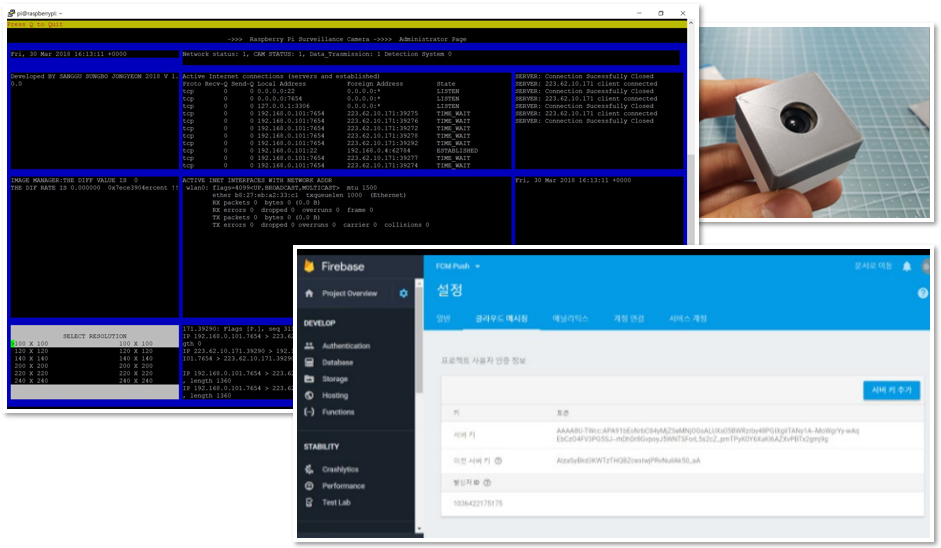 pi@raspberrypi: ~
Press Q to Quit
->>> Raspberry Pi Surveillance Camera ->>>> Administrator Page
Fri, 30 Mar 2018 16:13:11 +0000
Network status: 1, CAM STATUS: 1, Data_Trasmission: 1 Detection System 0
Developed BY SANGGU SUNGBO JONGYEON 2018 V 1.
0.0
Active Internet connections (servers and established)
Proto Recv-Q Send-Q Local Address Foreign Address State
tcp 0 0 0.0.0.0:22 0.0.0.0:* LISTEN
tcp 0 0 0.0.0.0:7654 0.0.0.0:* LISTEN
tcp 0 0 127.0.0.1:3306 0.0.0.0:* LISTEN
tcp 0 0 192.168.0.101:7654 223.62.10.171:39275 TIME_WAIT
tcp 0 0 192.168.0.101:7654 223.62.10.171:39276 TIME_WAIT
tcp 0 0 192.168.0.101:7654 223.62.10.171:39272 TIME_WAIT
tcp 0 0 192.168.0.101:7654 223.62.10.171:39278 TIME_WAIT
tcp 0 0 192.168.0.101:7654 223.62.10.171:39292 TIME_WAIT
tcp 0 0 192.168.0.101:22 192.168.0.4:62784 ESTABLISHED
tcp 0 0 192.168.0.101:7654 223.62.10.171:39277 TIME_WAIT
tcp 0 0 192.168.0.101:7654 223.62.10.171:39274 TIME_WAIT
SERVER: Connection Sucessfully Closed
SERVER: 223.62.10.171 client connected
SERVER: Connection Sucessfully Closed
SERVER: 223.62.10.171 client connected
SERVER: Connection Sucessfully Closed
SERVER: 223.62.10.171 client connected
SERVER: Connection Sucessfully Closed
IMAGE MANAGER:THE DIFF VALUE IS 0
THE DIF RATE IS 0.000000 0x7ece3904ercent !!
ACTIVE INET INTERFACES WITH NETWORK ADDR
wlan0: flags=4099<UP,BROADCAST,MULTICAST> mtu 1500
ether b8:27:eb:a2:33:c1 txqueuelen 1000 (Ethernet)
RX packets 0 bytes 0 (0.0 B)
RX errors 0 dropped 0 overruns 0 frame 0
TX packets 0 bytes 0 (0.0 B)
TX errors 0 dropped 0 overruns 0 carrier 0 collisions 0
Fri, 30 Mar 2018 16:13:11 +0000
SELECT RESOLUTION
100 X 100 100 X 100
120 X 120 120 X 120
140 X 140 140 X 140
200 X 200 200 X 200
220 X 220 220 X 220
240 X 240 240 X 240
171.39290: Flags [P.], seq
IP 192.168.0.101.7654 > 223.6
gth 0
IP 223.62.10.171.39290 > 192.1
101.7654 > 223.62.10.171.39290
IP 192.168.0.101.7654 > 223.6
, length 1360
IP 192.168.0.101.7654 > 223.6
, length 1360
Firebase
Project Overview
DEVELOP
Authentication
Database
Storage
Hosting
Functions
STABILITY
Crashlytics
Performance
Test Lab
FCM Push
문서로 이동
설정
일반 클라우드 메시징 애널리틱스 계정 연결 서비스 계정
프로젝트 사용자 인증 정보
서버 키 추가
키 토큰
서버 키
이전 서버 키
발신자 ID
1036422175175